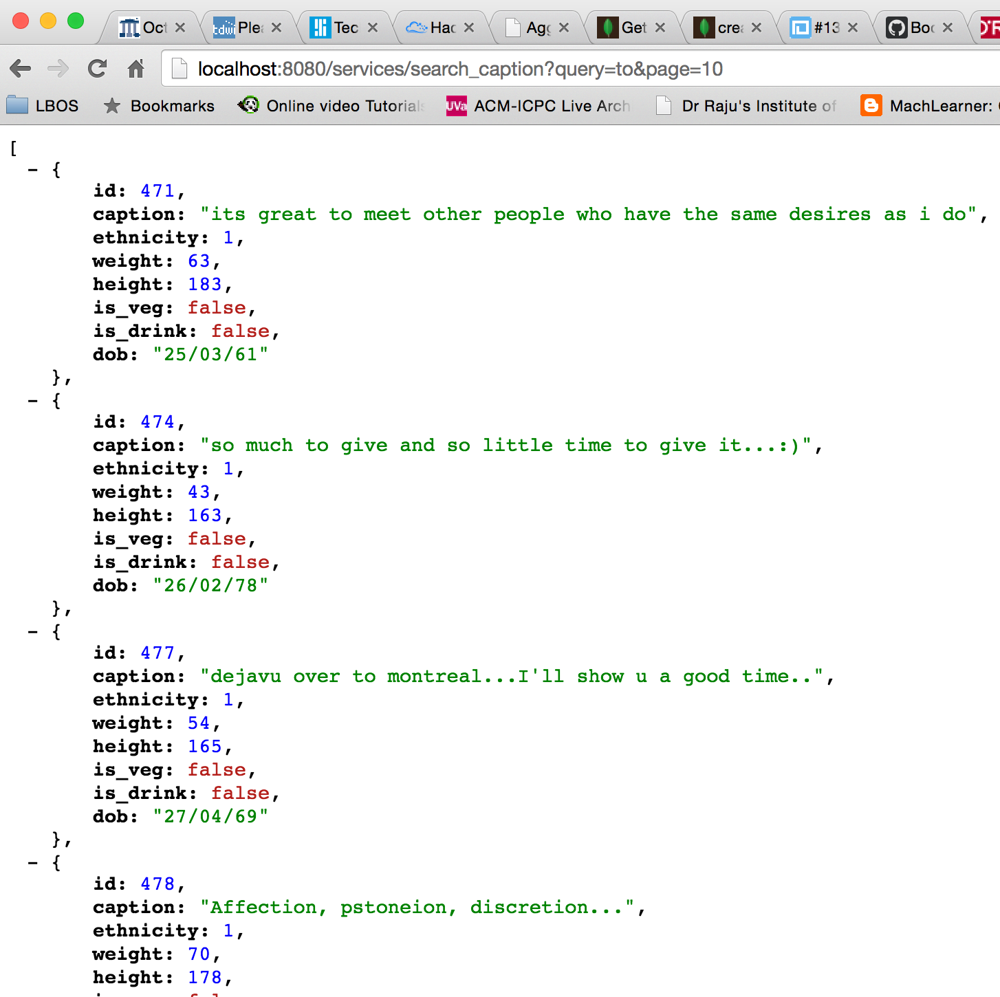 Oct
Ple
Tec
Hac
Agg
Get
crea
#13
Boo
localhost:8080/services/search_caption?query=to&page=10
LBOS
Bookmarks
Online video Tutorials
UVa
ACM-ICPC Live Arch
Dr Raju's Institute of
MachLearner:
[
- {
id: 471,
caption: "its great to meet other people who have the same desires as i do",
ethnicity: 1,
weight: 63,
height: 183,
is_veg: false,
is_drink: false,
dob: "25/03/61"
},
- {
id: 474,
caption: "so much to give and so little time to give it...:)",
ethnicity: 1,
weight: 43,
height: 163,
is_veg: false,
is_drink: false,
dob: "26/02/78"
},
- {
id: 477,
caption: "dejavu over to montreal...I'll show u a good time..",
ethnicity: 1,
weight: 54,
height: 165,
is_veg: false,
is_drink: false,
dob: "27/04/69"
},
- {
id: 478,
caption: "Affection, pstoneion, discretion...",
ethnicity: 1,
weight: 70,
height: 178,